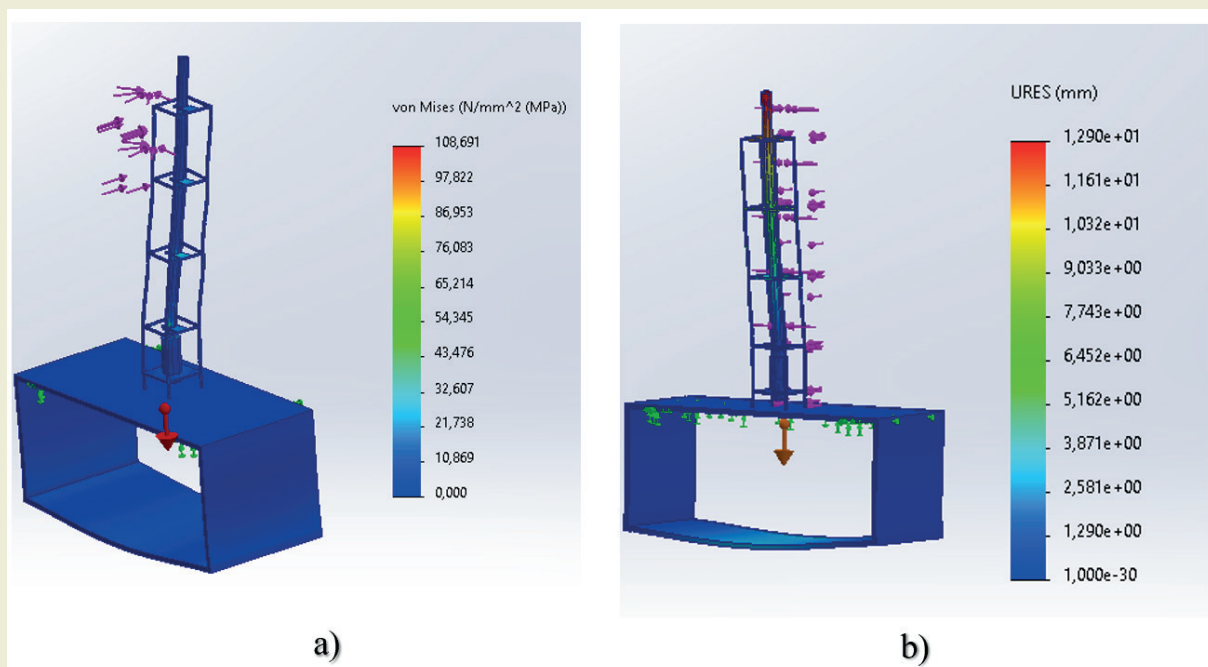 von Mises (N/mm^2 (MPa))
108,691
97,822
86,953
76,083
65,214
54,345
43,476
32,607
21,738
10,869
0,000
a)
URES (mm)
1,290e+01
1,161e+01
1,032e+01
9,033e+00
7,743e+00
6,452e+00
5,162e+00
3,871e+00
2,581e+00
1,290e+00
1,000e-30
b)